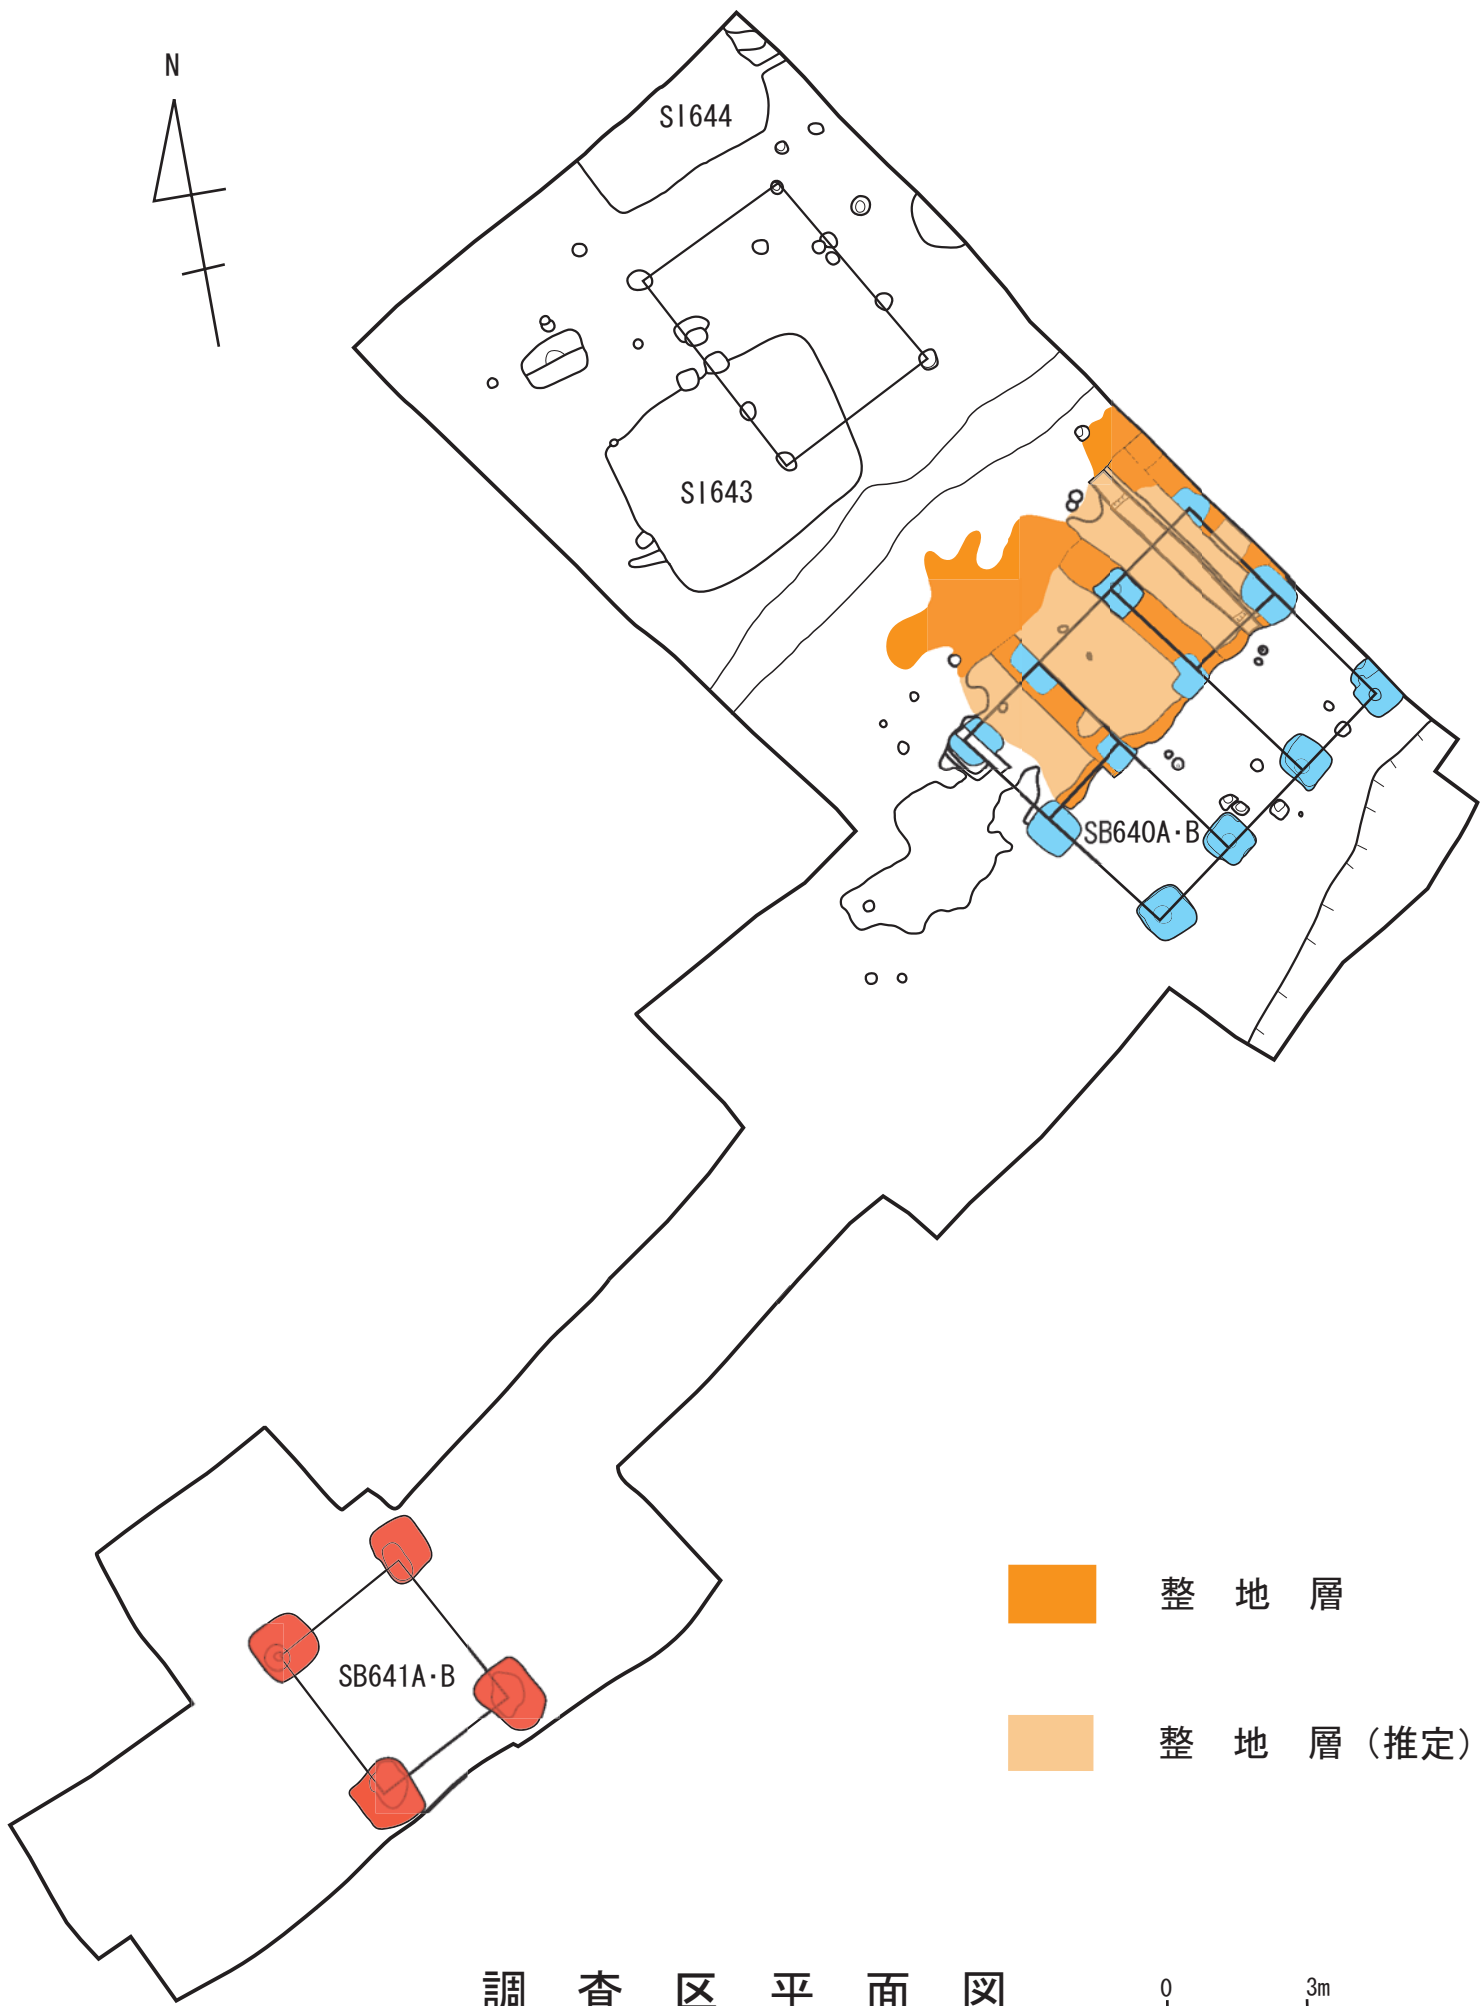 N
SI644
SI643
SB640A・B
SB641A・B
整 地 層
整 地 層（推定）
調 査 区 平 面 図
0 3m